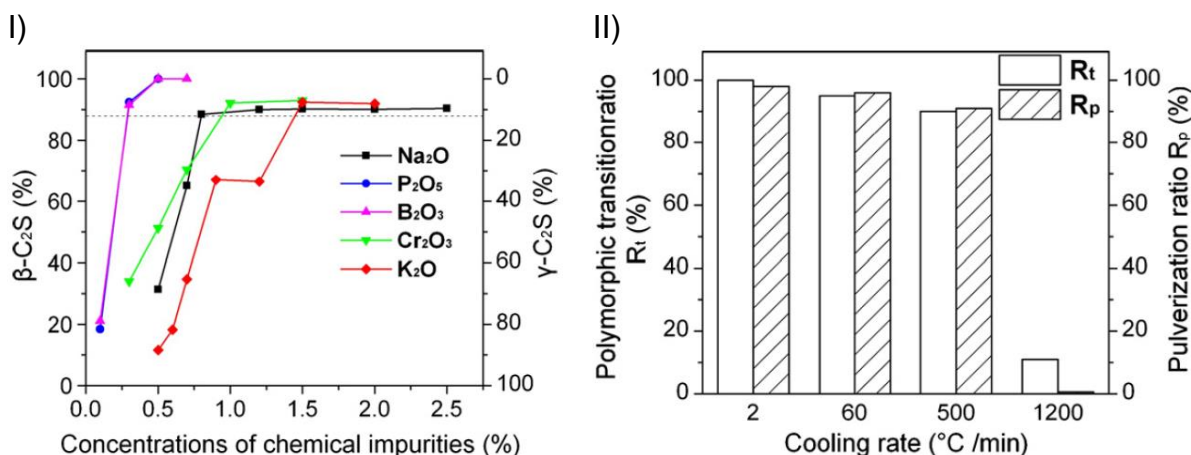 I)
β-C₂S (%)
100
80
60
40
20
0
0.0 0.5 1.0 1.5 2.0 2.5
Concentrations of chemical impurities (%)
Na₂O
P₂O₅
B₂O₃
Cr₂O₃
K₂O
0
20
40
60
80
100
γ-C₂S (%)
II)
Polymorphic transitionratio
Rₜ (%)
100
80
60
40
20
0
2 60 500 1200
Cooling rate (°C /min)
Rₜ
Rₚ
100
80
60
40
20
0
Pulverization ratio Rₚ (%)